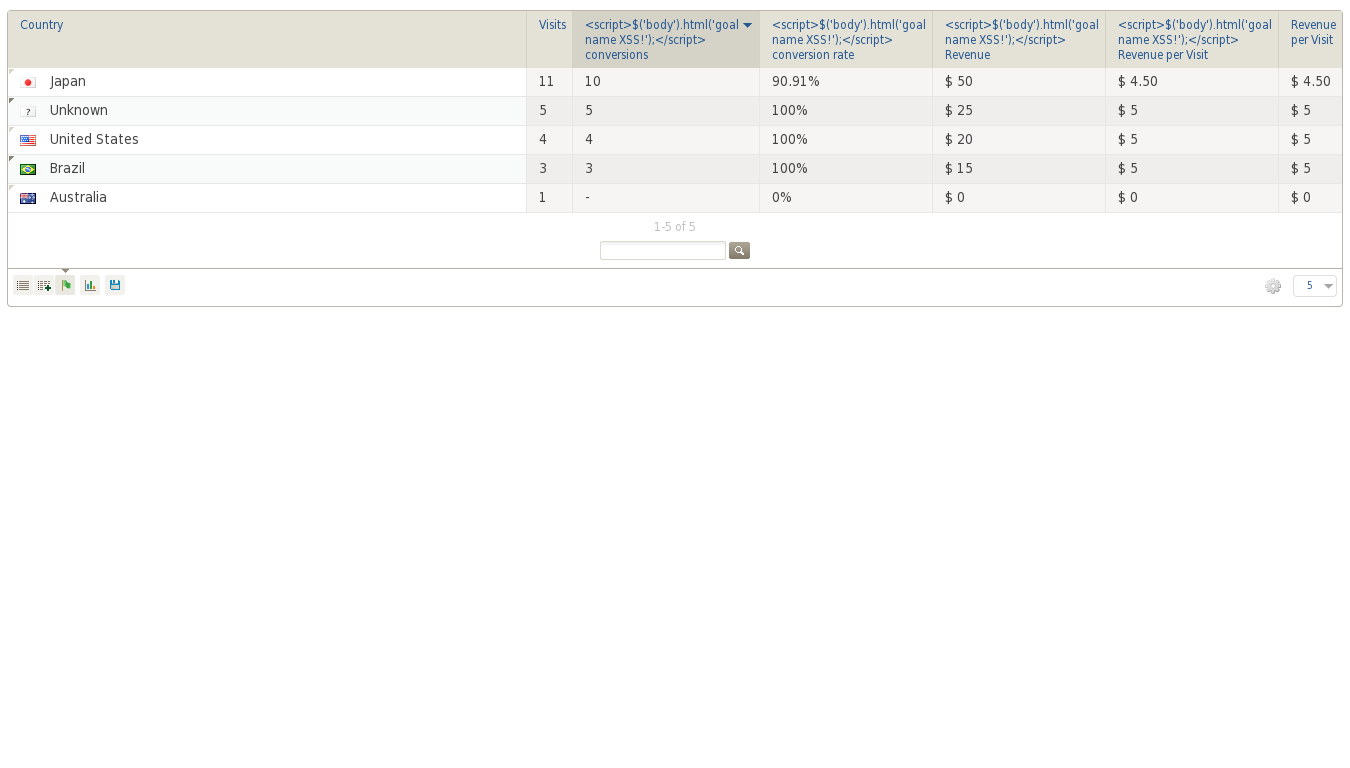 Country
Visits
<script>$('body').html('goal
name XSS!');</script>
conversions
<script>$('body').html('goal
name XSS!');</script>
conversion rate
<script>$('body').html('goal
name XSS!');</script>
Revenue
<script>$('body').html('goal
name XSS!');</script>
Revenue per Visit
Revenue
per Visit
Japan 11 10 90.91% $ 50 $ 4.50 $ 4.50
? Unknown 5 5 100% $ 25 $ 5 $ 5
United States 4 4 100% $ 20 $ 5 $ 5
Brazil 3 3 100% $ 15 $ 5 $ 5
Australia 1 - 0% $ 0 $ 0 $ 0
1-5 of 5
5